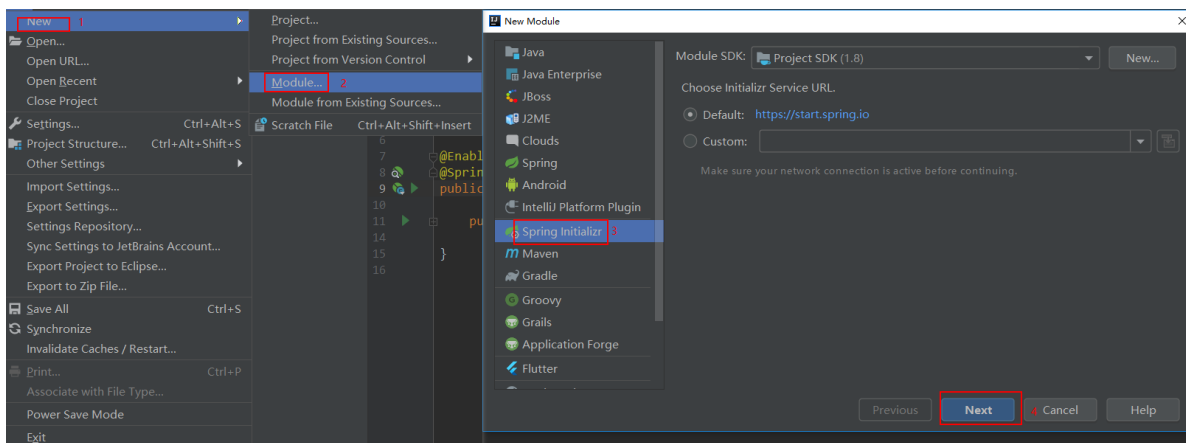 New 1
Open...
Open URL...
Open Recent
Close Project
Settings... Ctrl+Alt+S
Project Structure... Ctrl+Alt+Shift+S
Other Settings
Import Settings...
Export Settings...
Settings Repository...
Sync Settings to JetBrains Account...
Export Project to Eclipse...
Export to Zip File...
Save All Ctrl+S
Synchronize
Invalidate Caches / Restart...
Print... Ctrl+P
Associate with File Type...
Power Save Mode
Exit
Project...
Project from Existing Sources...
Project from Version Control
Module... 2
Module from Existing Sources...
Scratch File Ctrl+Alt+Shift+Insert
6
7 @Enabl
8 @Sprin
9 public
10
11 pu
14
15 }
16
New Module
Java
Java Enterprise
JBoss
J2ME
Clouds
Spring
Android
IntelliJ Platform Plugin
Spring Initializr 3
Maven
Gradle
Groovy
Grails
Application Forge
Flutter
Module SDK: Project SDK (1.8) New...
Choose Initializr Service URL.
Default: https://start.spring.io
Custom:
Make sure your network connection is active before continuing.
Previous Next Cancel Help